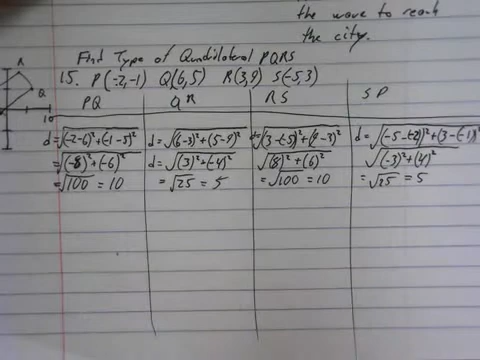 the wave to reach
the city.
Find Type of Quadilateral PQRS
15. P(-2,-1) Q(6,5) R(3,9) S(-5,3)
R
Q
10
PQ QR RS SP
d=√(-2-6)²+(-1-5)² d=√(6-3)²+(5-9)² d=√(3-(-5))²+(9-3)² d=√(-5-(-2))²+(3-(-1))²
=√(-8)²+(-6)² √(3)²+(-4)² √(8)²+(6)² √(-3)²+(4)²
=√100 = 10 =√25 = 5 =√100 = 10 =√25 = 5